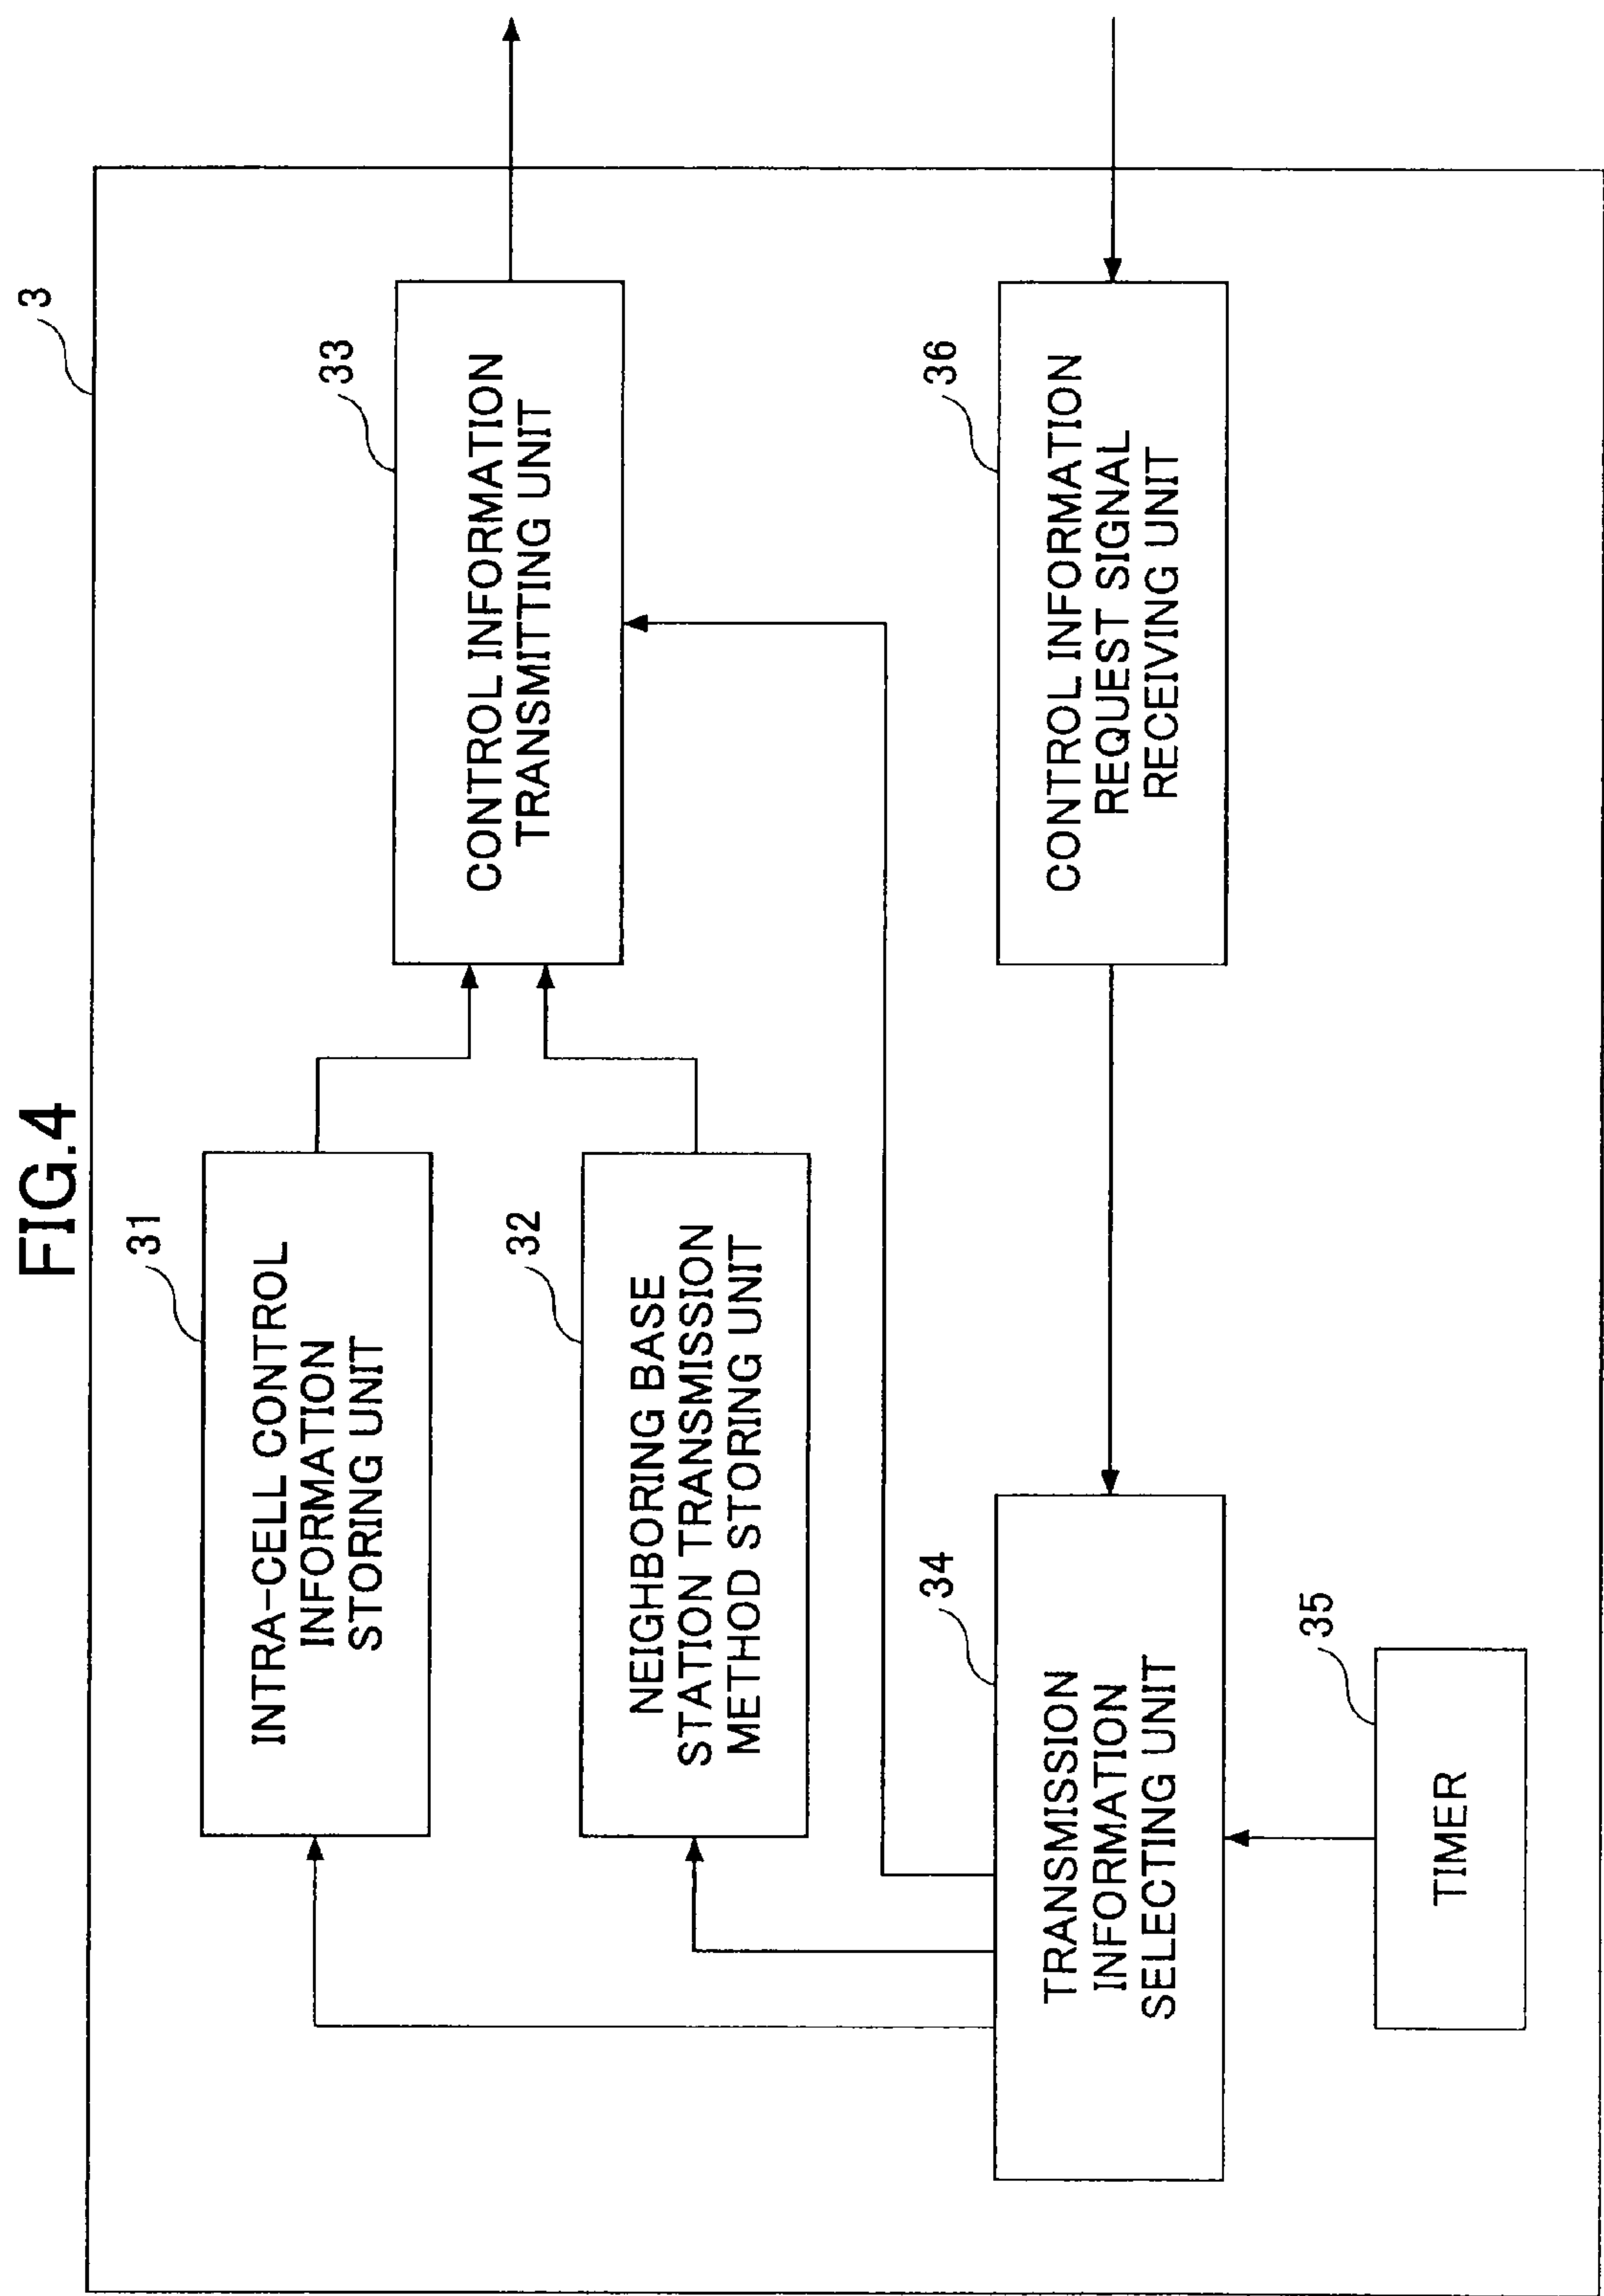 FIG.4
3
31
INTRA-CELL CONTROL
INFORMATION
STORING UNIT
33
CONTROL INFORMATION
TRANSMITTING UNIT
32
NEIGHBORING BASE
STATION TRANSMISSION
METHOD STORING UNIT
34
TRANSMISSION
INFORMATION
SELECTING UNIT
36
CONTROL INFORMATION
REQUEST SIGNAL
RECEIVING UNIT
35
TIMER